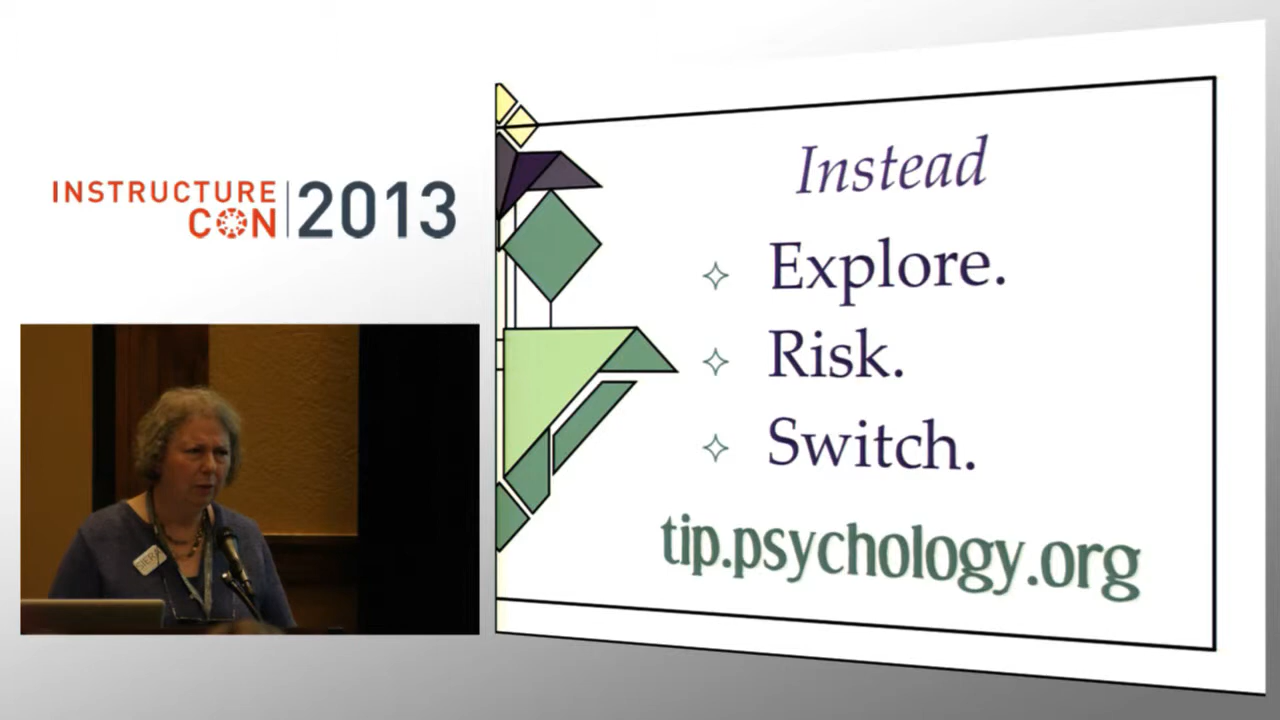 INSTRUCTURE
CON
2013
Instead
Explore.
Risk.
Switch.
tip.psychology.org